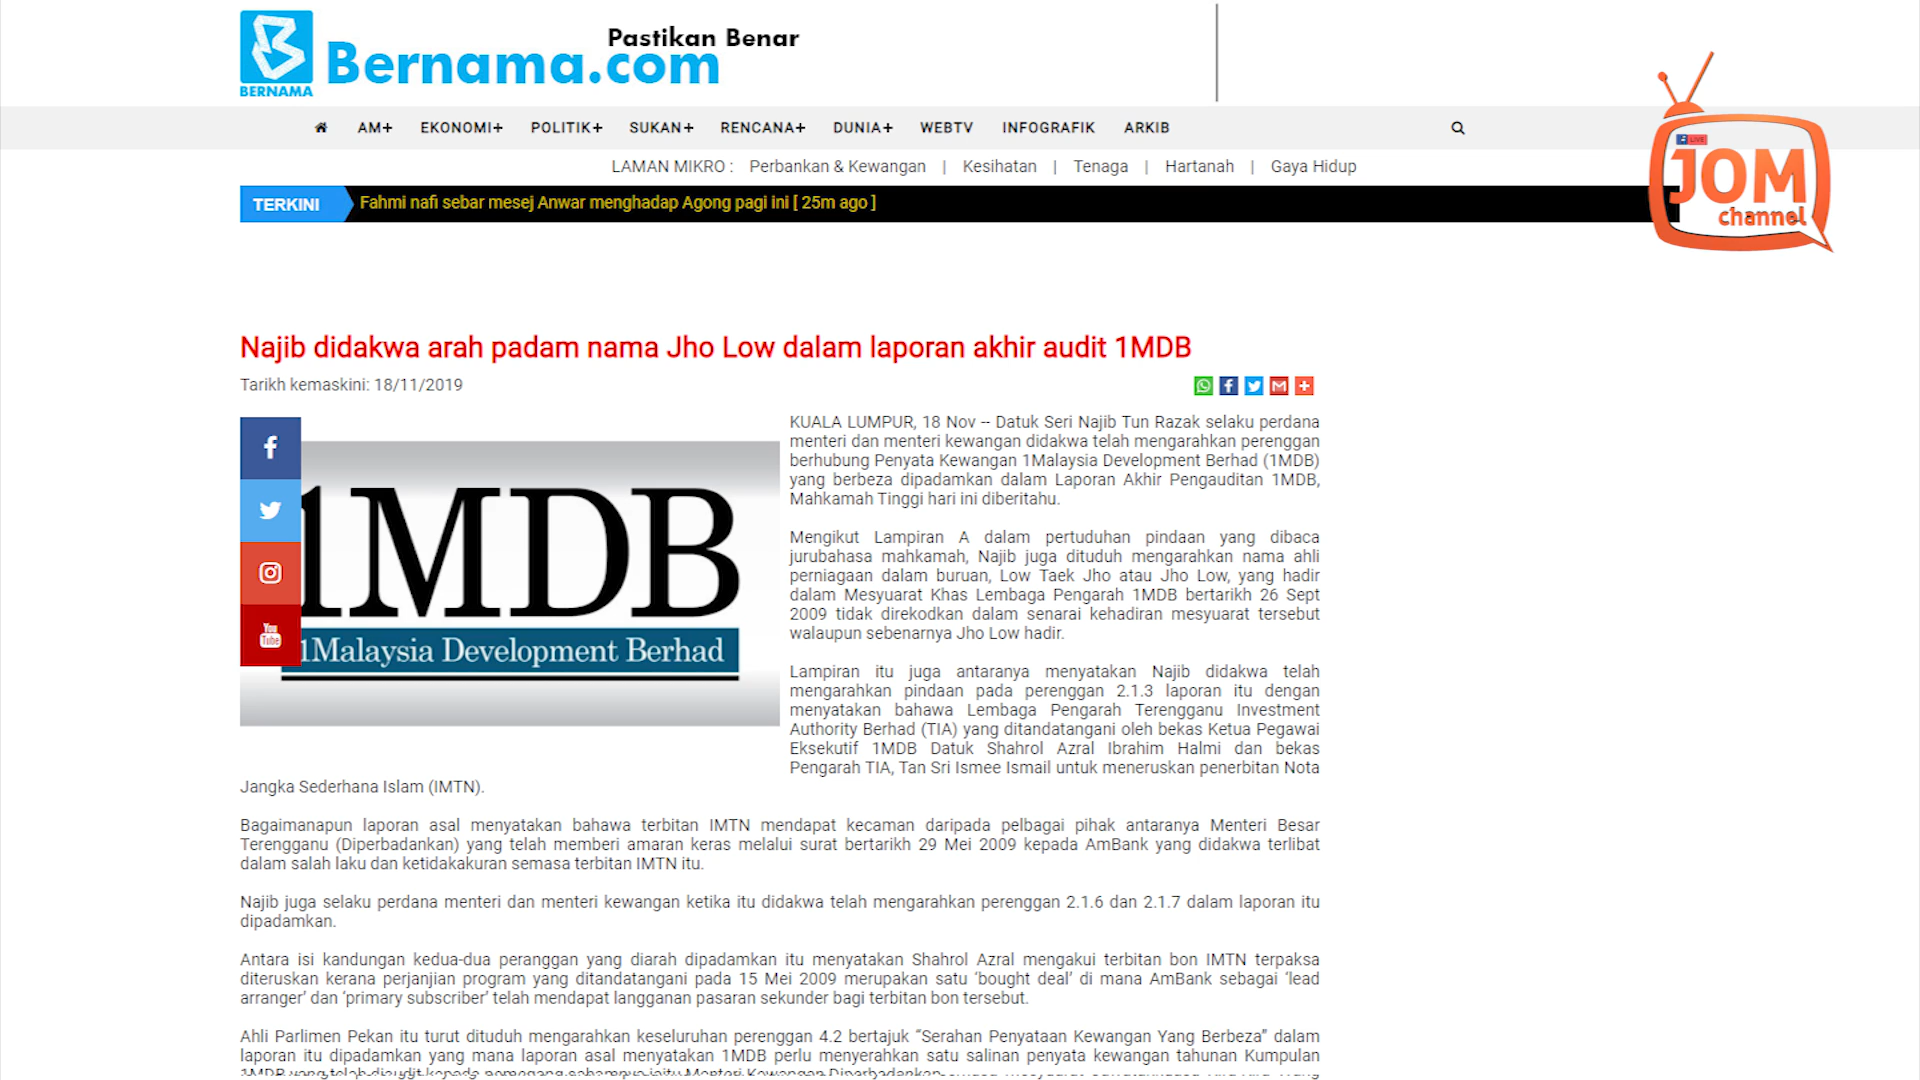 Pastikan Benar
Bernama.com
BERNAMA
AM+ EKONOMI+ POLITIK+ SUKAN+ RENCANA+ DUNIA+ WEBTV INFOGRAFIK ARKIB
LAMAN MIKRO : Perbankan & Kewangan | Kesihatan | Tenaga | Hartanah | Gaya Hidup
TERKINI Fahmi nafi sebar mesej Anwar menghadap Agong pagi ini [ 25m ago ]
LIVE
JOM
channel
Najib didakwa arah padam nama Jho Low dalam laporan akhir audit 1MDB
Tarikh kemaskini: 18/11/2019
You
Tube
1MDB
1Malaysia Development Berhad
KUALA LUMPUR, 18 Nov -- Datuk Seri Najib Tun Razak selaku perdana
menteri dan menteri kewangan didakwa telah mengarahkan perenggan
berhubung Penyata Kewangan 1Malaysia Development Berhad (1MDB)
yang berbeza dipadamkan dalam Laporan Akhir Pengauditan 1MDB,
Mahkamah Tinggi hari ini diberitahu.
Mengikut Lampiran A dalam pertuduhan pindaan yang dibaca
jurubahasa mahkamah, Najib juga dituduh mengarahkan nama ahli
perniagaan dalam buruan, Low Taek Jho atau Jho Low, yang hadir
dalam Mesyuarat Khas Lembaga Pengarah 1MDB bertarikh 26 Sept
2009 tidak direkodkan dalam senarai kehadiran mesyuarat tersebut
walaupun sebenarnya Jho Low hadir.
Lampiran itu juga antaranya menyatakan Najib didakwa telah
mengarahkan pindaan pada perenggan 2.1.3 laporan itu dengan
menyatakan bahawa Lembaga Pengarah Terengganu Investment
Authority Berhad (TIA) yang ditandatangani oleh bekas Ketua Pegawai
Eksekutif 1MDB Datuk Shahrol Azral Ibrahim Halmi dan bekas
Pengarah TIA, Tan Sri Ismee Ismail untuk meneruskan penerbitan Nota
Jangka Sederhana Islam (IMTN).
Bagaimanapun laporan asal menyatakan bahawa terbitan IMTN mendapat kecaman daripada pelbagai pihak antaranya Menteri Besar
Terengganu (Diperbadankan) yang telah memberi amaran keras melalui surat bertarikh 29 Mei 2009 kepada AmBank yang didakwa terlibat
dalam salah laku dan ketidakakuran semasa terbitan IMTN itu.
Najib juga selaku perdana menteri dan menteri kewangan ketika itu didakwa telah mengarahkan perenggan 2.1.6 dan 2.1.7 dalam laporan itu
dipadamkan.
Antara isi kandungan kedua-dua peranggan yang diarah dipadamkan itu menyatakan Shahrol Azral mengakui terbitan bon IMTN terpaksa
diteruskan kerana perjanjian program yang ditandatangani pada 15 Mei 2009 merupakan satu ‘bought deal’ di mana AmBank sebagai ‘lead
arranger’ dan ‘primary subscriber’ telah mendapat langganan pasaran sekunder bagi terbitan bon tersebut.
Ahli Parlimen Pekan itu turut dituduh mengarahkan keseluruhan perenggan 4.2 bertajuk “Serahan Penyataan Kewangan Yang Berbeza” dalam
laporan itu dipadamkan yang mana laporan asal menyatakan 1MDB perlu menyerahkan satu salinan penyata kewangan tahunan Kumpulan
1MDB yang telah diaudit kepada pemegang sahamnya iaitu Menteri Kewangan Diperbadankan